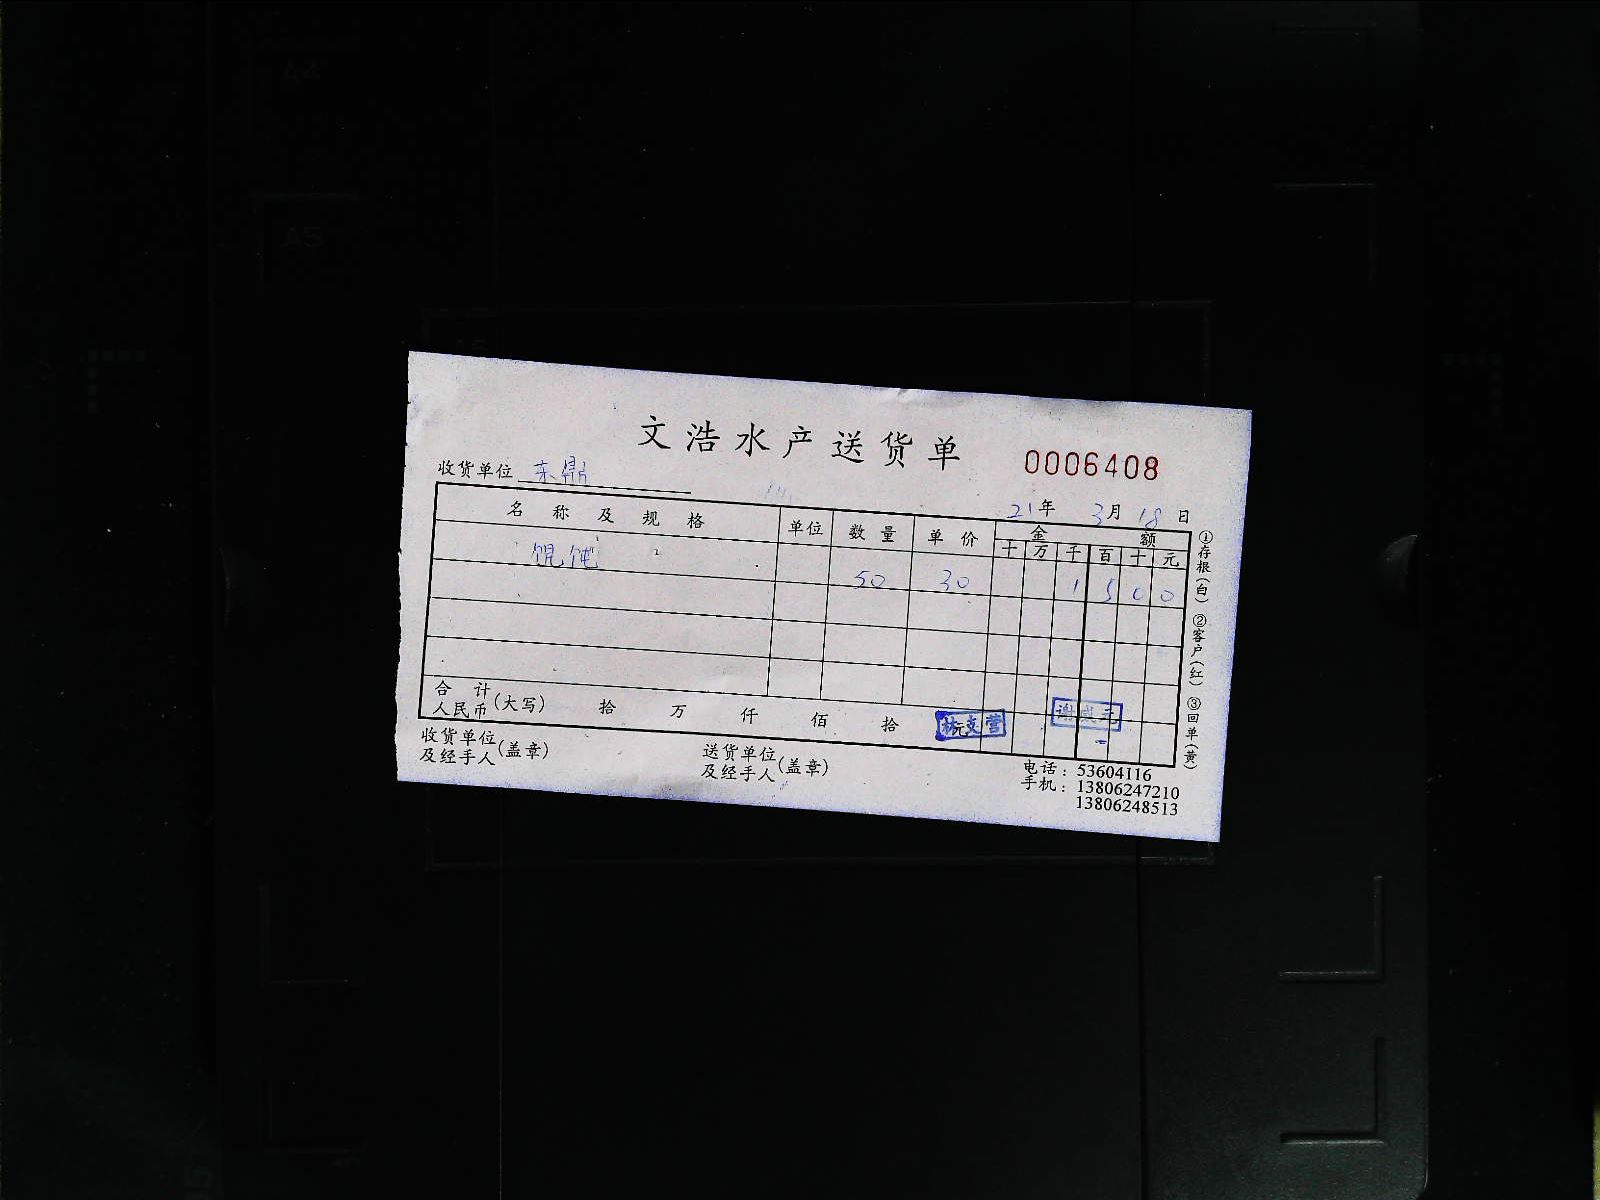 文浩水产送货单
0006408
收货单位 东鼎
21年 3月 18日
名称及规格 单位 数量 单价 金额
十 万 千 百 十 元
馄饨 50 30 1 5 0 0
合计
人民币(大写) 拾 万 仟 佰 拾 元
林支营
收货单位
及经手人(盖章)
送货单位
及经手人(盖章)
电话：53604116
手机：13806247210
13806248513
①存根(白) ②客户(红) ③回单(黄)
A5